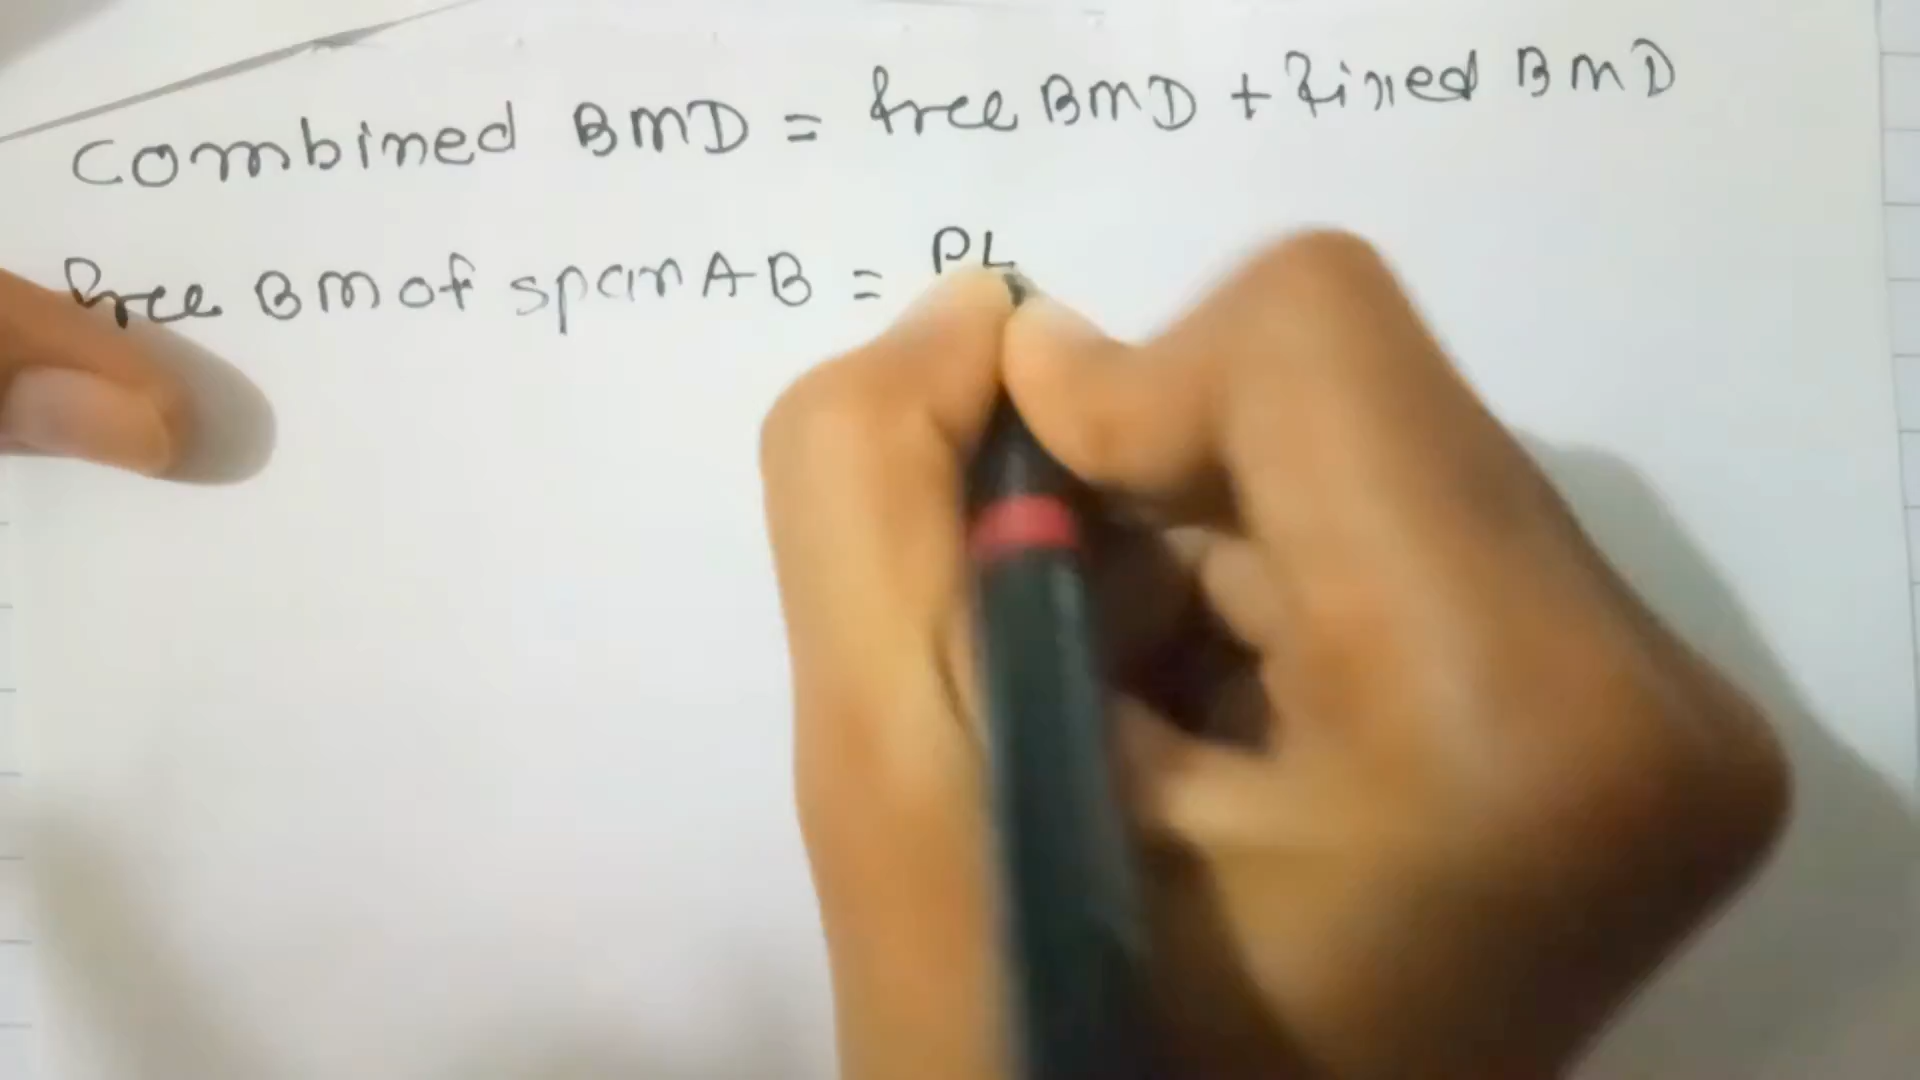 Combined BMD = free BMD + fixed BMD
free BM of span AB = PL